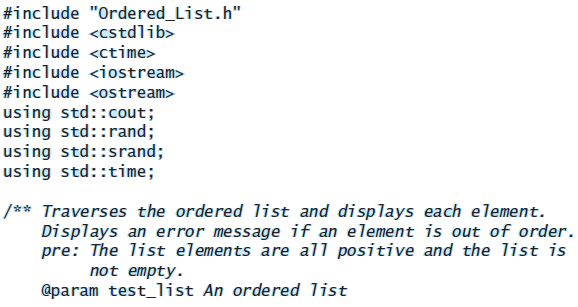 #include "Ordered_List.h"
#include <cstdlib>
#include <ctime>
#include <iostream>
#include <ostream>
using std::cout;
using std::rand;
using std::srand;
using std::time;
/** Traverses the ordered list and displays each element.
Displays an error message if an element is out of order.
pre: The list elements are all positive and the list is
not empty.
@param test_list An ordered list